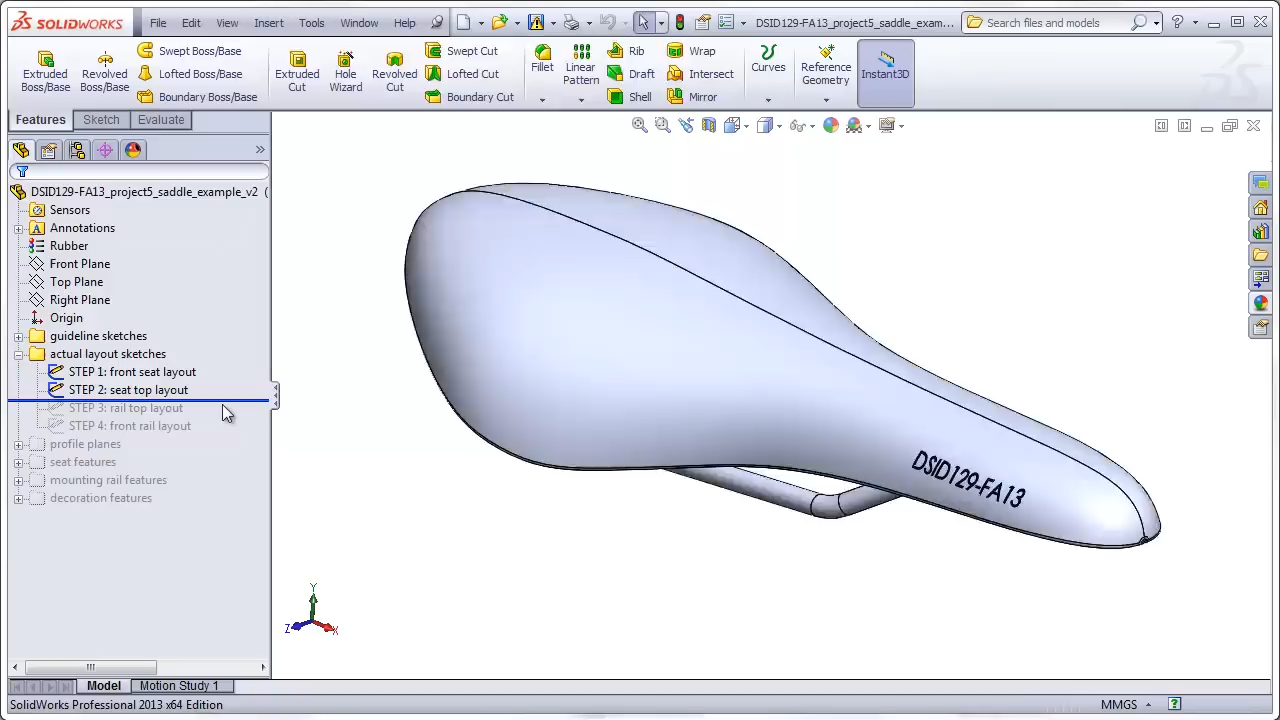 SOLIDWORKS File Edit View Insert Tools Window Help DSID129-FA13_project5_saddle_exam... Search files and models
Extruded Boss/Base
Revolved Boss/Base
Swept Boss/Base
Lofted Boss/Base
Boundary Boss/Base
Extruded Cut
Hole Wizard
Revolved Cut
Swept Cut
Lofted Cut
Boundary Cut
Fillet
Linear Pattern
Rib
Draft
Shell
Wrap
Intersect
Mirror
Curves
Reference Geometry
Instant3D
Features Sketch Evaluate
DSID129-FA13_project5_saddle_example_v2 (
Sensors
Annotations
Rubber
Front Plane
Top Plane
Right Plane
Origin
guideline sketches
actual layout sketches
STEP 1: front seat layout
STEP 2: seat top layout
STEP 3: rail top layout
STEP 4: front rail layout
profile planes
seat features
mounting rail features
decoration features
DSID129-FA13
Y
Z
X
Model Motion Study 1
SolidWorks Professional 2013 x64 Edition MMGS